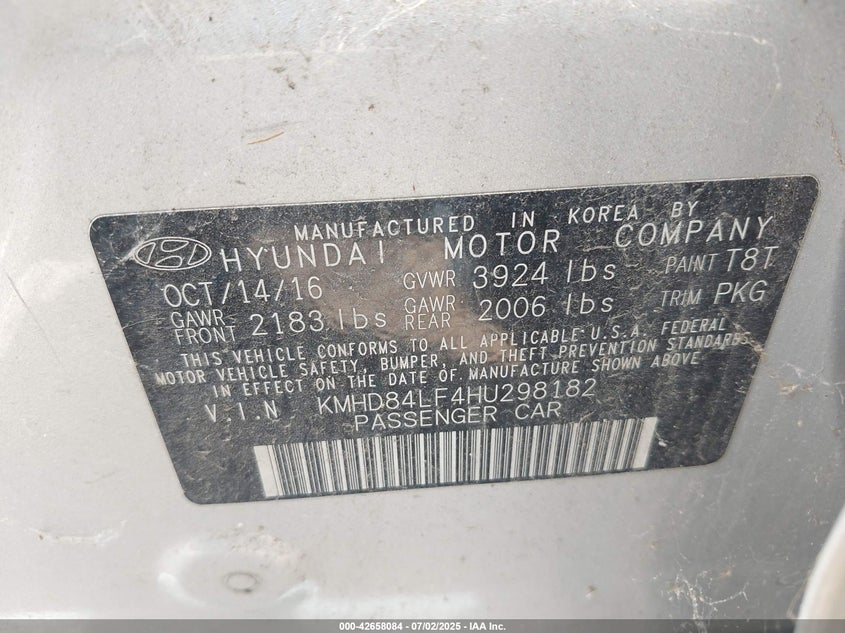 MANUFACTURED IN KOREA BY
HYUNDAI MOTOR COMPANY
OCT/14/16 GVWR 3924 lbs PAINT T8T
GAWR FRONT 2183 lbs GAWR REAR 2006 lbs TRIM PKG
THIS VEHICLE CONFORMS TO ALL APPLICABLE U.S.A. FEDERAL
MOTOR VEHICLE SAFETY, BUMPER, AND THEFT PREVENTION STANDARDS
IN EFFECT ON THE DATE OF MANUFACTURE SHOWN ABOVE
V.I.N KMHD84LF4HU298182
PASSENGER CAR
000-42658084 - 07/02/2025 - IAA Inc.